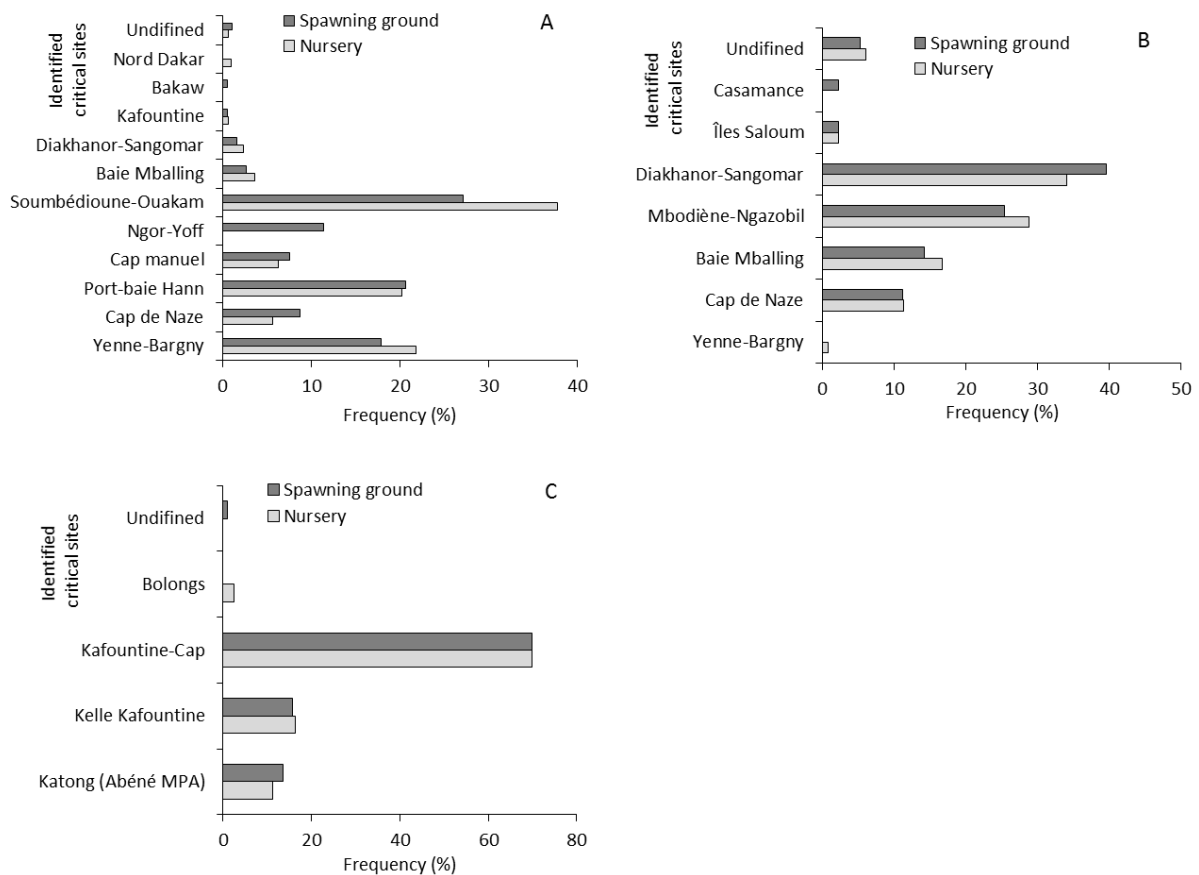 A
Spawning ground
Nursery
Identified
critical sites
Undifined
Nord Dakar
Bakaw
Kafountine
Diakhanor-Sangomar
Baie Mballing
Soumbédioune-Ouakam
Ngor-Yoff
Cap manuel
Port-baie Hann
Cap de Naze
Yenne-Bargny
0 10 20 30 40
Frequency (%)
B
Spawning ground
Nursery
Identified
critical sites
Undifined
Casamance
Îles Saloum
Diakhanor-Sangomar
Mbodiène-Ngazobil
Baie Mballing
Cap de Naze
Yenne-Bargny
0 10 20 30 40 50
Frequency (%)
C
Spawning ground
Nursery
Identified
critical sites
Undifined
Bolongs
Kafountine-Cap
Kelle Kafountine
Katong (Abéné MPA)
0 20 40 60 80
Frequency (%)